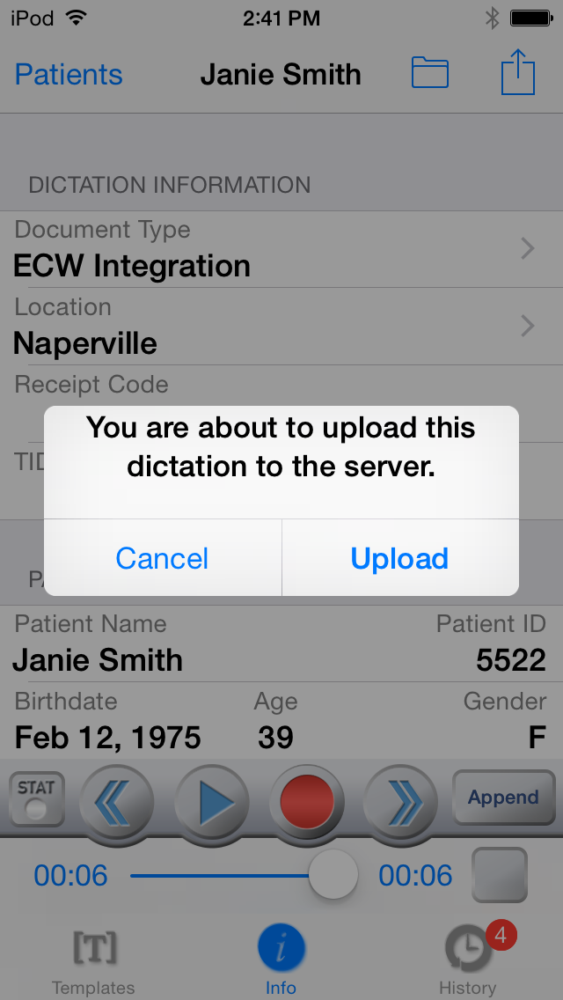 iPod 2:41 PM
Patients Janie Smith
DICTATION INFORMATION
Document Type
ECW Integration
Location
Naperville
Receipt Code
You are about to upload this
dictation to the server.
Cancel Upload
Patient Name Patient ID
Janie Smith 5522
Birthdate Age Gender
Feb 12, 1975 39 F
STAT Append
00:06 00:06
[T] i 4
Templates Info History